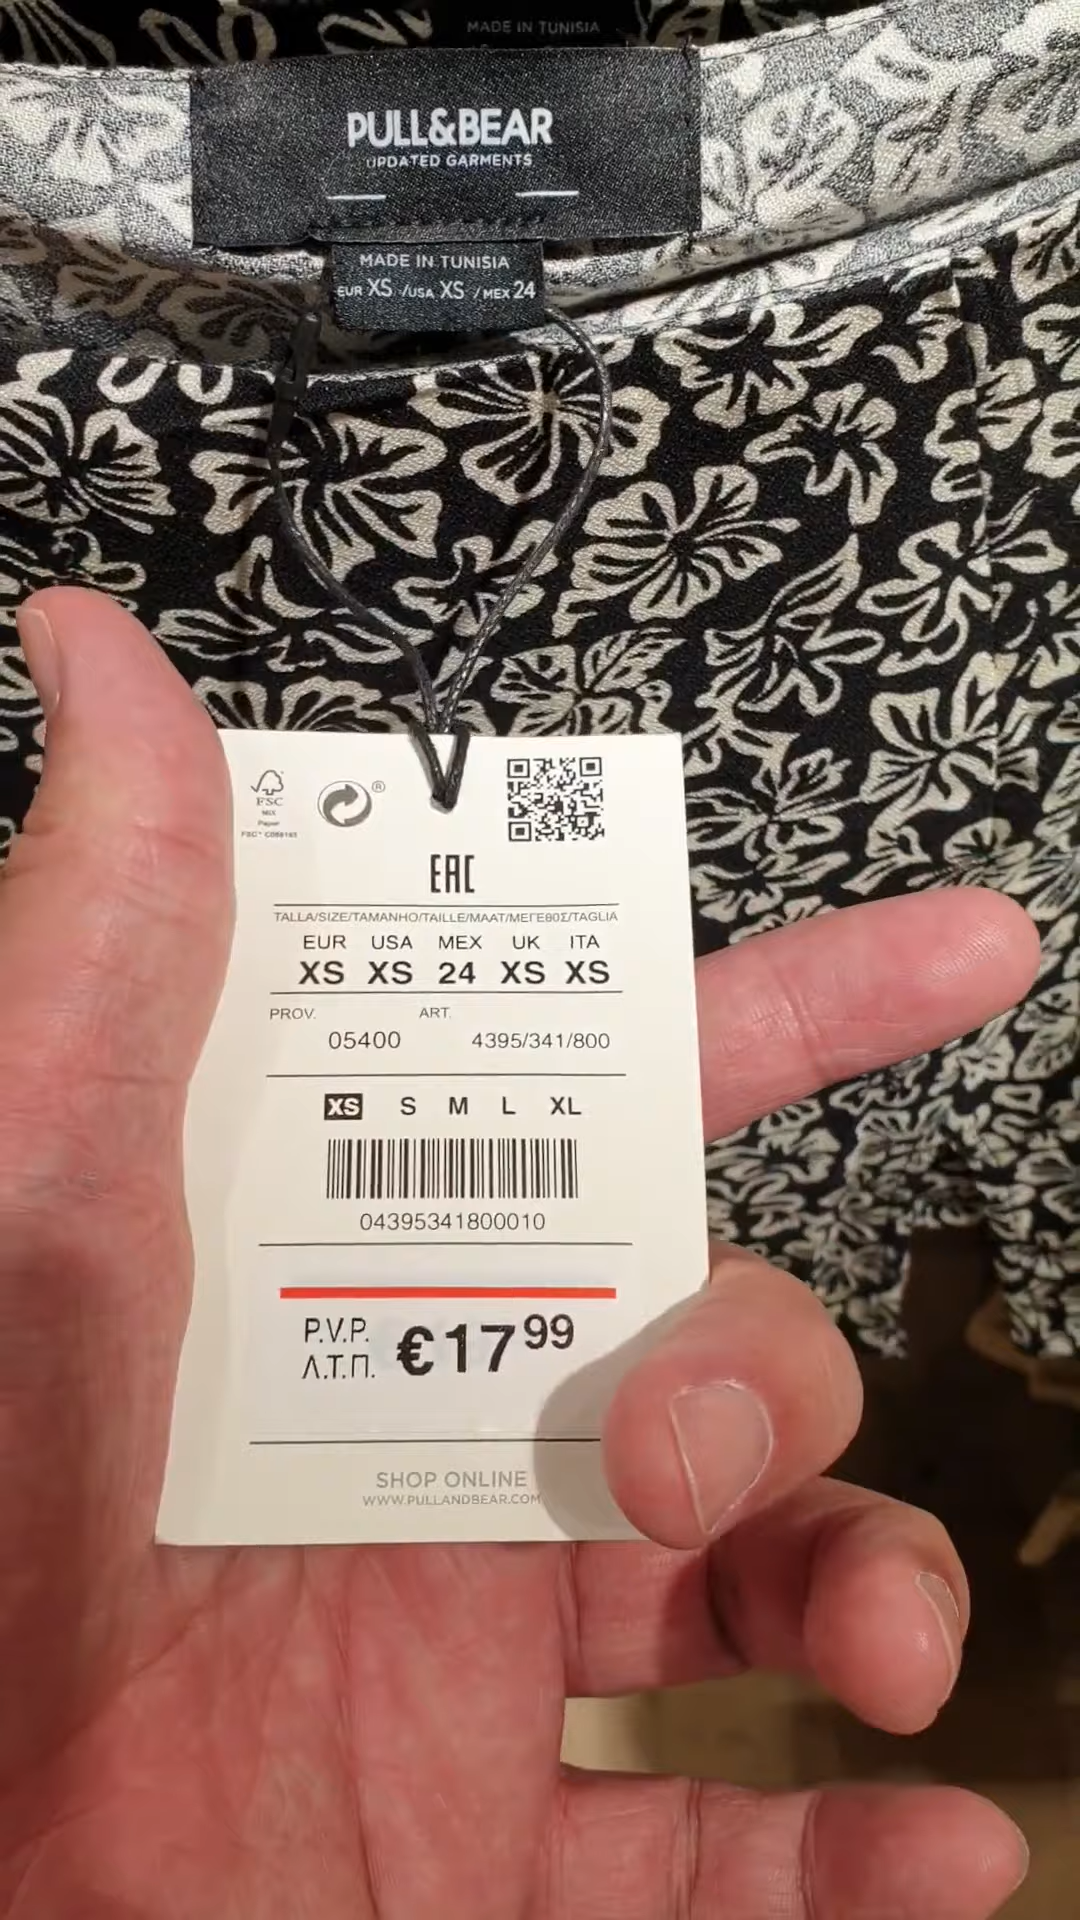 MADE IN TUNISIA
PULL&BEAR
UPDATED GARMENTS
MADE IN TUNISIA
EUR XS /USA XS /MEX 24
FSC
MIX
Papier
®
EAC
TALLA/SIZE/TAMANHO/TAILLE/MAAT/ΜΕΓΕΘΟΣ/TAGLIA
EUR USA MEX UK ITA
XS XS 24 XS XS
PROV. ART.
05400 4395/341/800
XS S M L XL
04395341800010
P.V.P. €17 99
Λ.Τ.Π.
SHOP ONLINE
WWW.PULLANDBEAR.COM